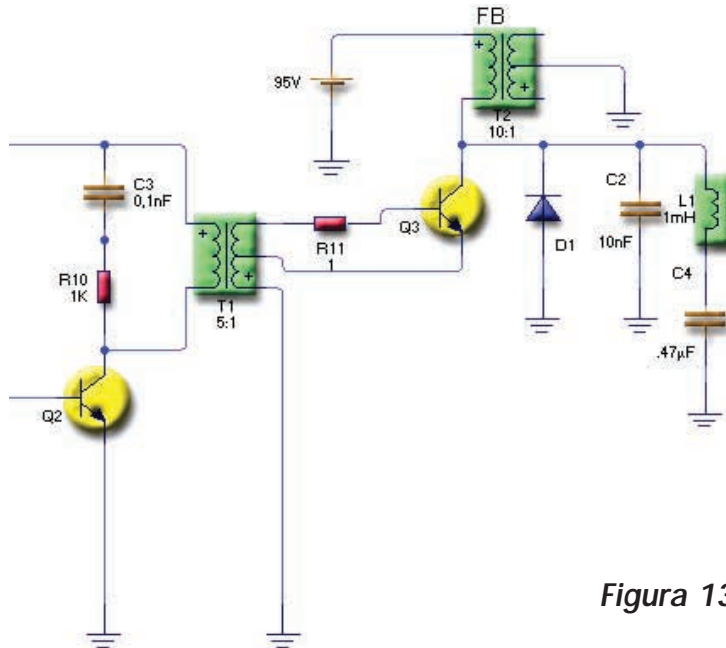 FB
+
+
95V
T2
10:1
C3
0,1nF
C2
L1
1mH
+
+
Q3
R11
1
D1
10nF
C4
R10
1K
T1
5:1
.47µF
Q2
Figura 13